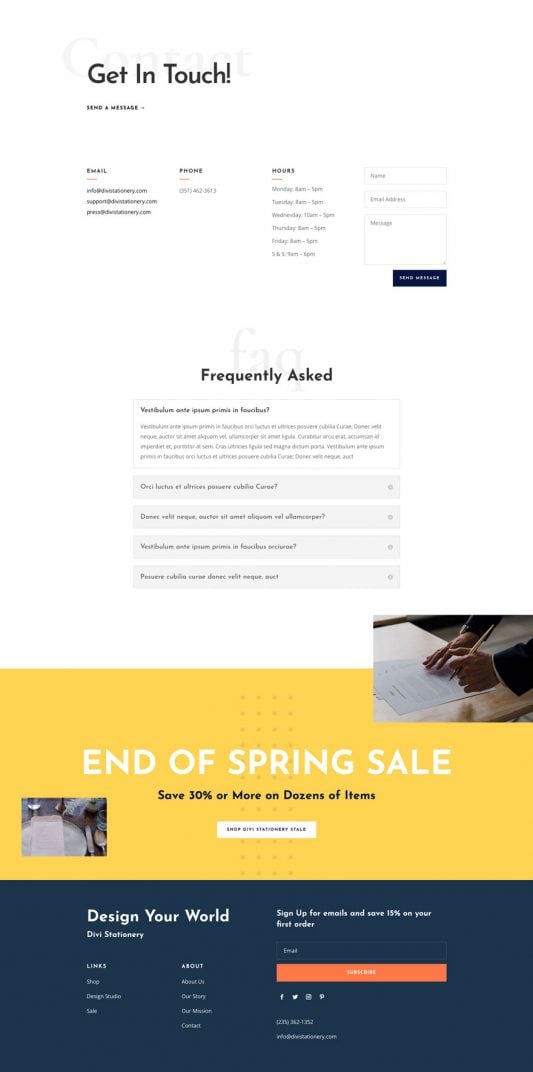 Contact
Get In Touch!
SEND A MESSAGE →
EMAIL
info@divistationery.com
support@divistationery.com
press@divistationery.com
PHONE
(351) 462-3613
HOURS
Monday: 8am – 5pm
Tuesday: 8am – 5pm
Wednesday: 10am – 5pm
Thursday: 8am – 5pm
Friday: 8am – 5pm
S & S: 9am – 6pm
Name
Email Address
Message
SEND MESSAGE
faq
Frequently Asked
Vestibulum ante ipsum primis in faucibus?
Vestibulum ante ipsum primis in faucibus orci luctus et ultrices posuere cubilia Curae; Donec velit
neque, auctor sit amet aliquam vel, ullamcorper sit amet ligula. Curabitur arcu erat, accumsan id
imperdiet et, porttitor at sem. Cras ultricies ligula sed magna dictum porta. Vestibulum ante ipsum
primis in faucibus orci luctus et ultrices posuere cubilia Curae; Donec velit neque, auct
Orci luctus et ultrices posuere cubilia Curae?
Donec velit neque, auctor sit amet aliquam vel ullamcorper?
Vestibulum ante ipsum primis in faucibus orciurae?
Posuere cubilia curae donec velit neque, auct
END OF SPRING SALE
Save 30% or More on Dozens of Items
SHOP DIVI STATIONERY STALE
Design Your World
Divi Stationery
LINKS
Shop
Design Studio
Sale
ABOUT
About Us
Our Story
Our Mission
Contact
Sign Up for emails and save 15% on your
first order
Email
SUBSCRIBE
(235) 362-1352
info@divistationery.com